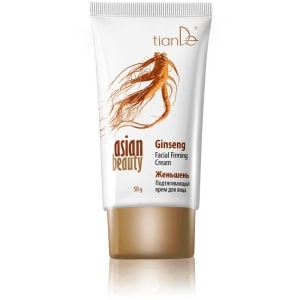 tianDe
asian
beauty
Ginseng
Facial Firming
Cream
Женьшень
Подтягивающий
крем для лица
50 g